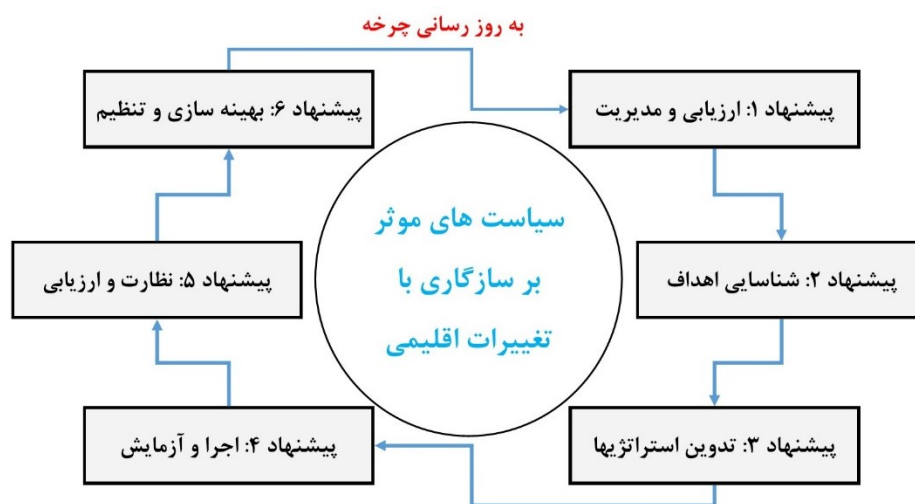 به روز رسانی چرخه
پیشنهاد ۱: ارزیابی و مدیریت
پیشنهاد ۲: شناسایی اهداف
پیشنهاد ۳: تدوین استراتژیها
پیشنهاد ۴: اجرا و آزمایش
پیشنهاد ۵: نظارت و ارزیابی
پیشنهاد ۶: بهینه سازی و تنظیم
سیاست های موثر
بر سازگاری با
تغییرات اقلیمی